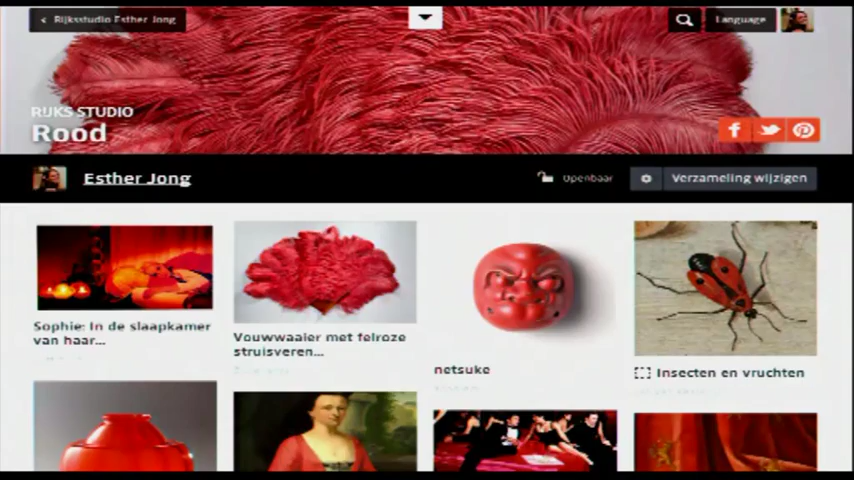 < Rijksstudio Esther Jong
Language
RIJKS STUDIO
Rood
Esther Jong
Openbaar
Verzameling wijzigen
Sophie: In de slaapkamer
van haar...
Vouwwaaier met felroze
struisveren...
netsuke
Insecten en vruchten